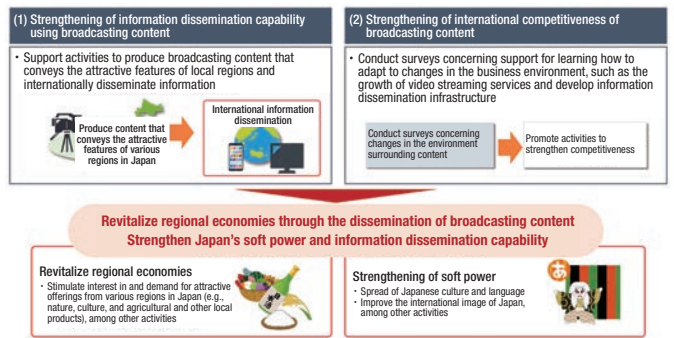 (1) Strengthening of information dissemination capability
using broadcasting content
・Support activities to produce broadcasting content that
conveys the attractive features of local regions and
internationally disseminate information
Produce content that
conveys the attractive
features of various
regions in Japan
International information
dissemination
(2) Strengthening of international competitiveness of
broadcasting content
・Conduct surveys concerning support for learning how to
adapt to changes in the business environment, such as the
growth of video streaming services and develop information
dissemination infrastructure
Conduct surveys concerning
changes in the environment
surrounding content
Promote activities to
strengthen competitiveness
Revitalize regional economies through the dissemination of broadcasting content
Strengthen Japan's soft power and information dissemination capability
Revitalize regional economies
・Stimulate interest in and demand for attractive
offerings from various regions in Japan (e.g.,
nature, culture, and agricultural and other local
products), among other activities
Strengthening of soft power
・Spread of Japanese culture and language
・Improve the international image of Japan,
among other activities
あ